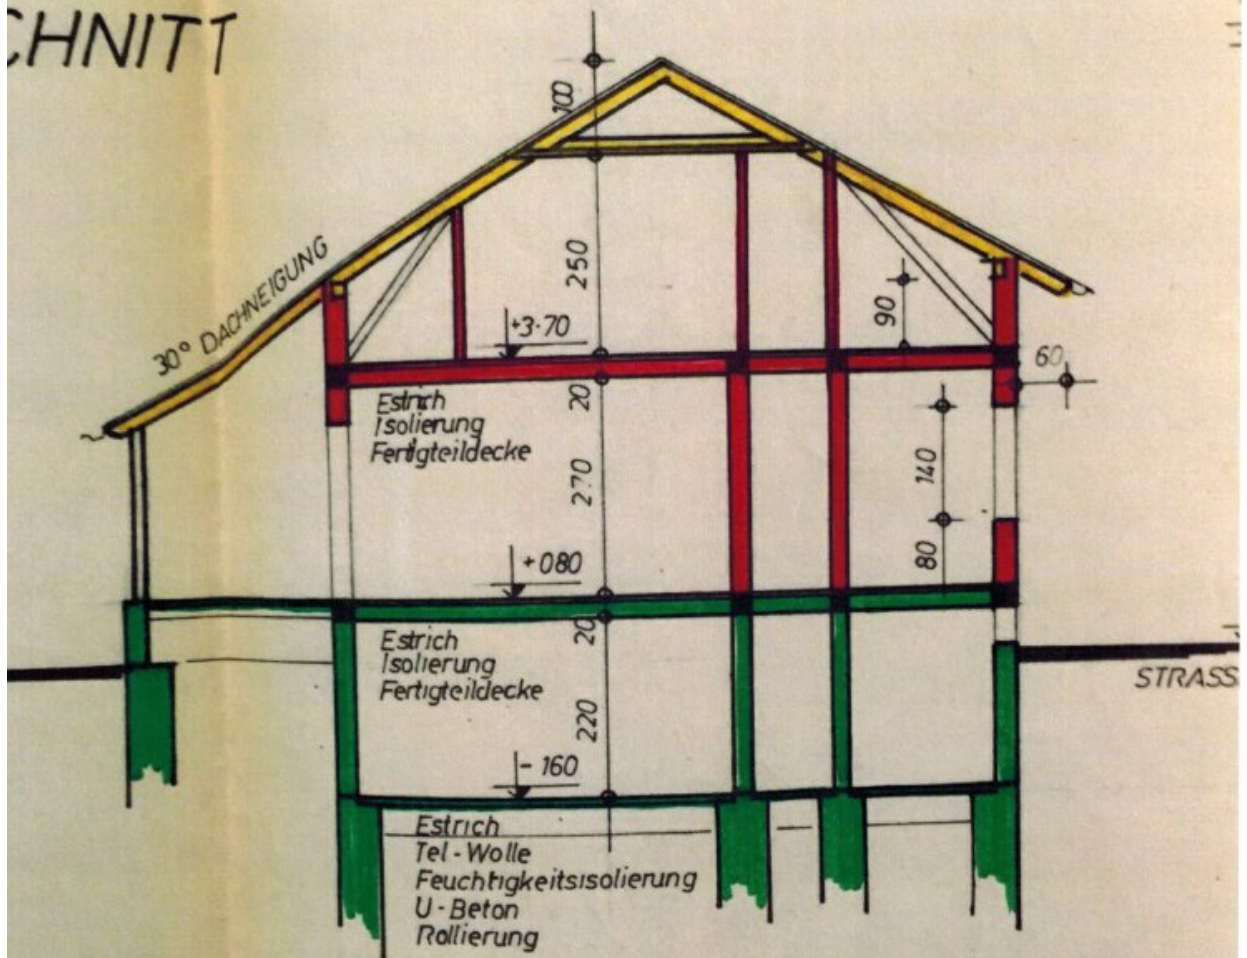 CHNITT
100
30° DACHNEIGUNG
250
+3·70
90
60
20
Estrich
Isolierung
Fertigteildecke
270
140
80
+080
20
Estrich
Isolierung
Fertigteildecke
STRASS
220
- 160
Estrich
Tel-Wolle
Feuchtigkeitsisolierung
U-Beton
Rollierung